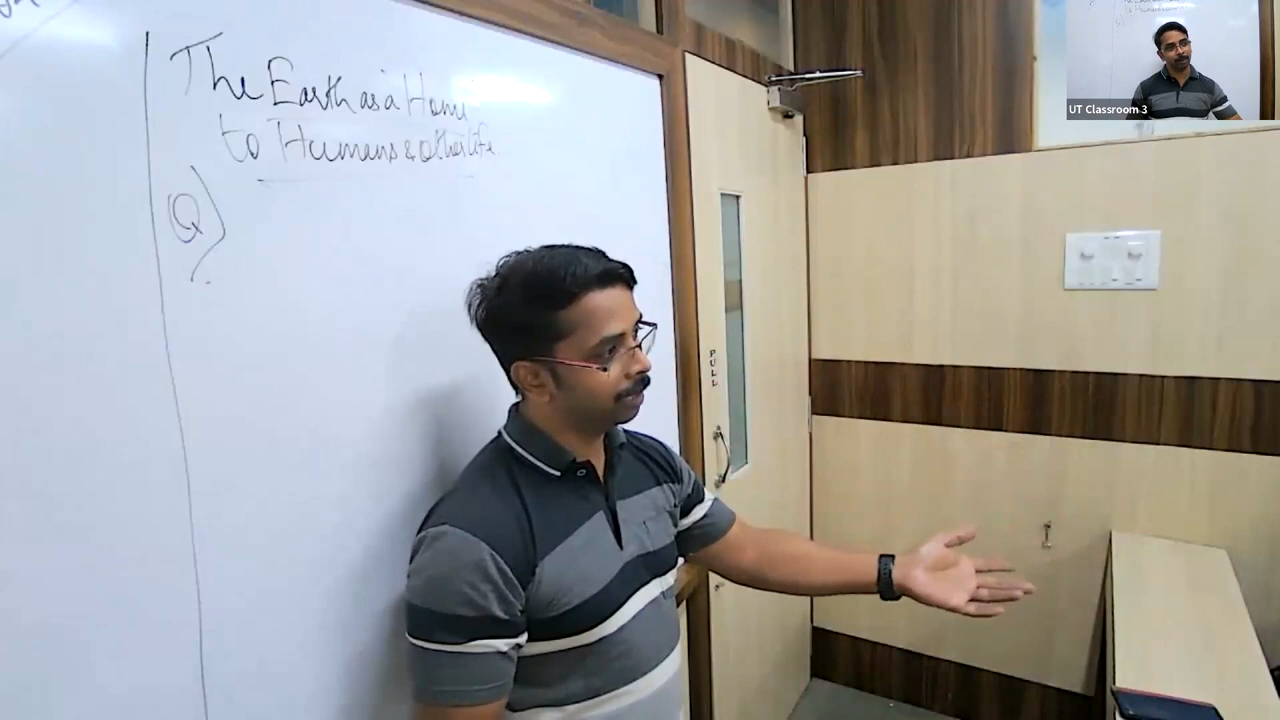 The Earth as a Home
to Humans & other life
Q)
UT Classroom 3
PULL